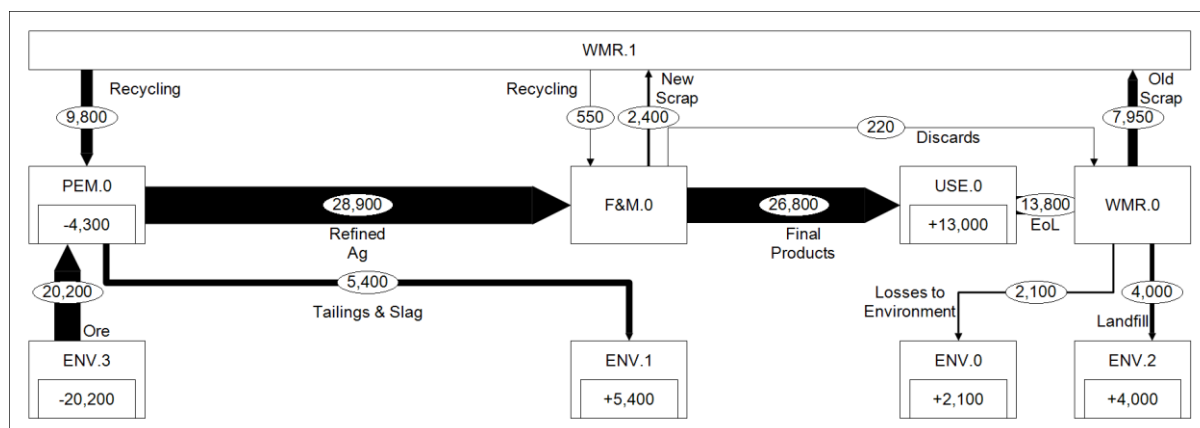 WMR.1
Recycling
9,800
Recycling
550
New
Scrap
2,400
220
Discards
Old
Scrap
7,950
PEM.0
-4,300
28,900
Refined
Ag
F&M.0
26,800
Final
Products
USE.0
+13,000
13,800
EoL
WMR.0
20,200
Ore
5,400
Tailings & Slag
Losses to
Environment
2,100
4,000
Landfill
ENV.3
-20,200
ENV.1
+5,400
ENV.0
+2,100
ENV.2
+4,000